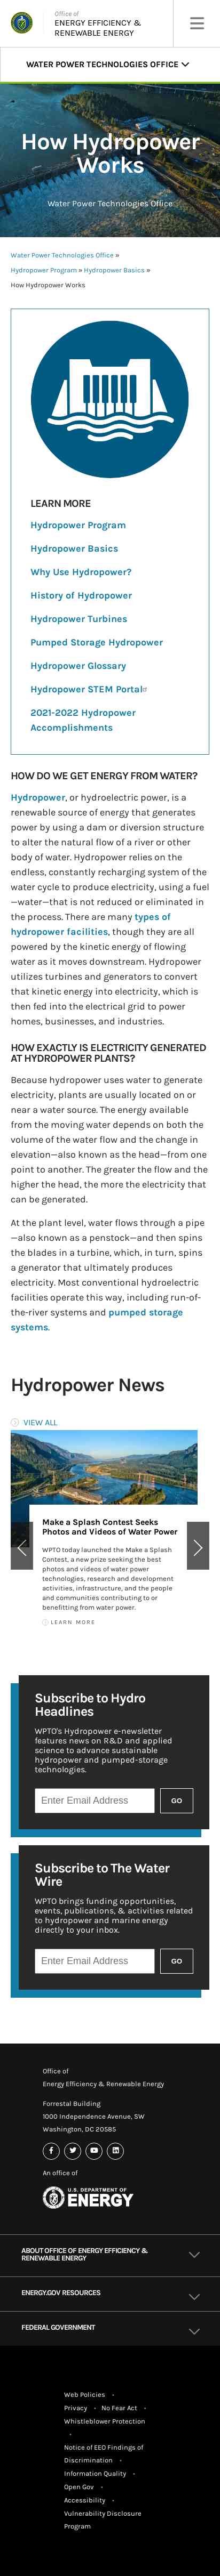 Office of
ENERGY EFFICIENCY &
RENEWABLE ENERGY
WATER POWER TECHNOLOGIES OFFICE
How Hydropower
Works
Water Power Technologies Office
Water Power Technologies Office »
Hydropower Program » Hydropower Basics »
How Hydropower Works
LEARN MORE
Hydropower Program
Hydropower Basics
Why Use Hydropower?
History of Hydropower
Hydropower Turbines
Pumped Storage Hydropower
Hydropower Glossary
Hydropower STEM Portal
2021-2022 Hydropower
Accomplishments
HOW DO WE GET ENERGY FROM WATER?
Hydropower, or hydroelectric power, is a
renewable source of energy that generates
power by using a dam or diversion structure
to alter the natural flow of a river or other
body of water. Hydropower relies on the
endless, constantly recharging system of the
water cycle to produce electricity, using a fuel
—water—that is not reduced or eliminated in
the process. There are many types of
hydropower facilities, though they are all
powered by the kinetic energy of flowing
water as it moves downstream. Hydropower
utilizes turbines and generators to convert
that kinetic energy into electricity, which is
then fed into the electrical grid to power
homes, businesses, and industries.
HOW EXACTLY IS ELECTRICITY GENERATED
AT HYDROPOWER PLANTS?
Because hydropower uses water to generate
electricity, plants are usually located on or
near a water source. The energy available
from the moving water depends on both the
volume of the water flow and the change in
elevation—also known as the head—from one
point to another. The greater the flow and the
higher the head, the more the electricity that
can be generated.
At the plant level, water flows through a pipe
—also known as a penstock—and then spins
the blades in a turbine, which, in turn, spins
a generator that ultimately produces
electricity. Most conventional hydroelectric
facilities operate this way, including run-of-
the-river systems and pumped storage
systems.
Hydropower News
VIEW ALL
Make a Splash Contest Seeks
Photos and Videos of Water Power
WPTO today launched the Make a Splash
Contest, a new prize seeking the best
photos and videos of water power
technologies, research and development
activities, infrastructure, and the people
and communities contributing to or
benefitting from water power.
LEARN MORE
Subscribe to Hydro
Headlines
WPTO's Hydropower e-newsletter
features news on R&D and applied
science to advance sustainable
hydropower and pumped-storage
technologies.
Enter Email Address
GO
Subscribe to The Water
Wire
WPTO brings funding opportunities,
events, publications, & activities related
to hydropower and marine energy
directly to your inbox.
Enter Email Address
GO
Office of
Energy Efficiency & Renewable Energy
Forrestal Building
1000 Independence Avenue, SW
Washington, DC 20585
An office of
U.S. DEPARTMENT OF
ENERGY
ABOUT OFFICE OF ENERGY EFFICIENCY &
RENEWABLE ENERGY
ENERGY.GOV RESOURCES
FEDERAL GOVERNMENT
Web Policies •
Privacy • No Fear Act •
Whistleblower Protection
•
Notice of EEO Findings of
Discrimination •
Information Quality •
Open Gov •
Accessibility •
Vulnerability Disclosure
Program